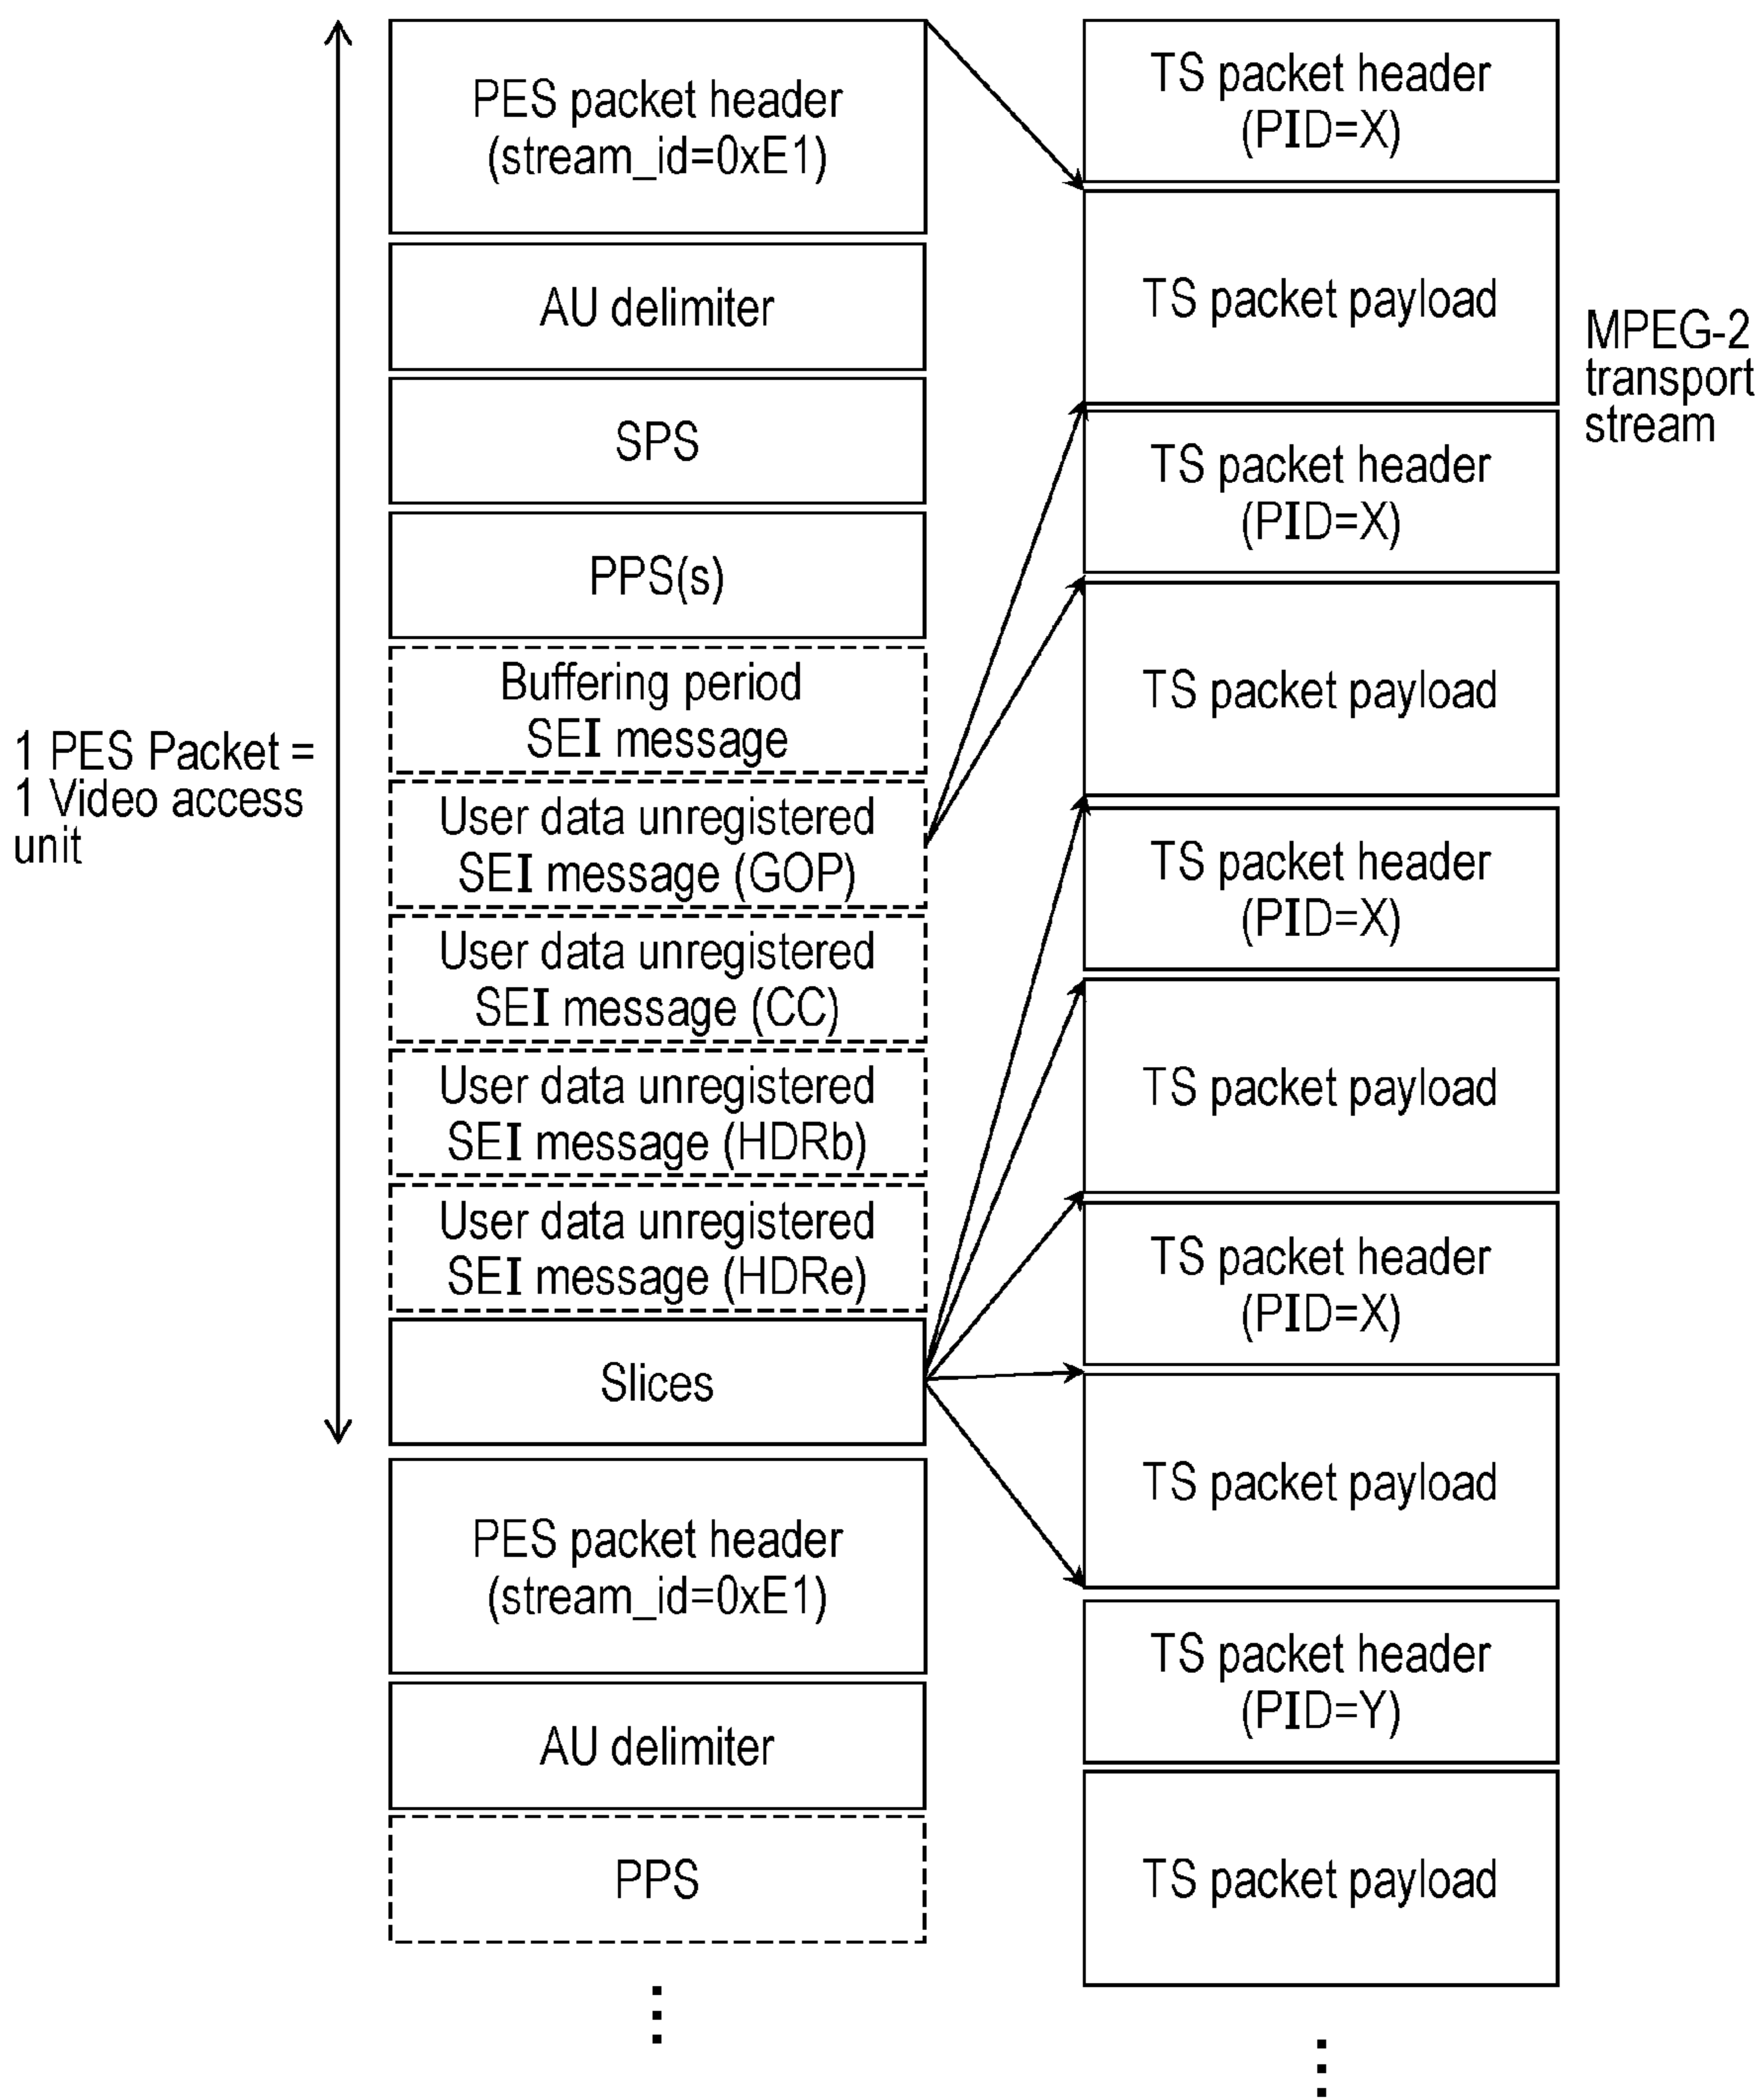 1 PES Packet =
1 Video access
unit
PES packet header
(stream_id=0xE1)
AU delimiter
SPS
PPS(s)
Buffering period
SEI message
User data unregistered
SEI message (GOP)
User data unregistered
SEI message (CC)
User data unregistered
SEI message (HDRb)
User data unregistered
SEI message (HDRe)
Slices
PES packet header
(stream_id=0xE1)
AU delimiter
PPS
TS packet header
(PID=X)
TS packet payload
TS packet header
(PID=X)
TS packet payload
TS packet header
(PID=X)
TS packet payload
TS packet header
(PID=X)
TS packet payload
TS packet header
(PID=Y)
TS packet payload
MPEG-2
transport
stream